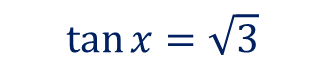 tan x = √3